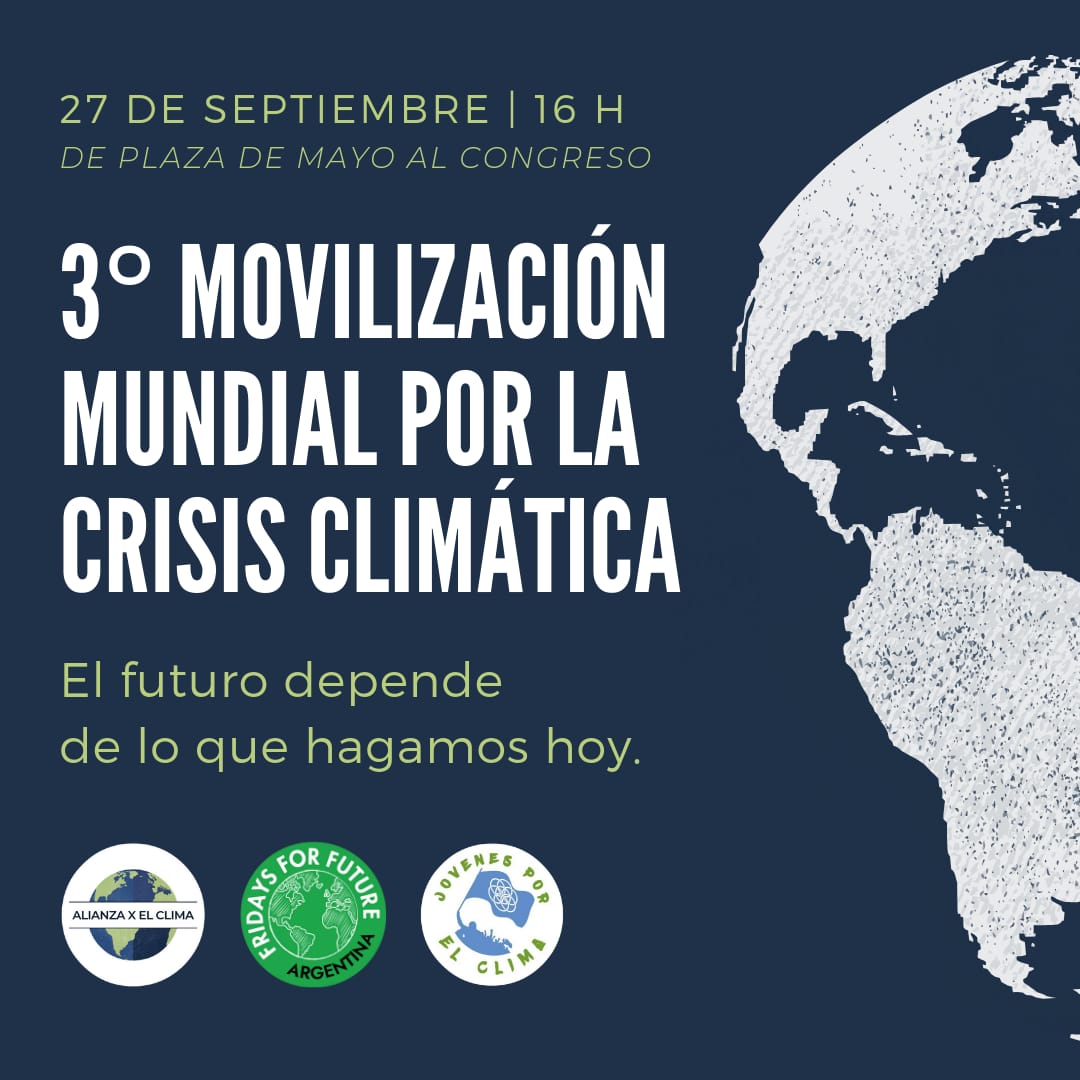 27 DE SEPTIEMBRE | 16 H
DE PLAZA DE MAYO AL CONGRESO
3º MOVILIZACIÓN
MUNDIAL POR LA
CRISIS CLIMÁTICA
El futuro depende
de lo que hagamos hoy.
ALIANZA X EL CLIMA
FRIDAYS FOR FUTURE
ARGENTINA
JOVENES POR
EL CLIMA